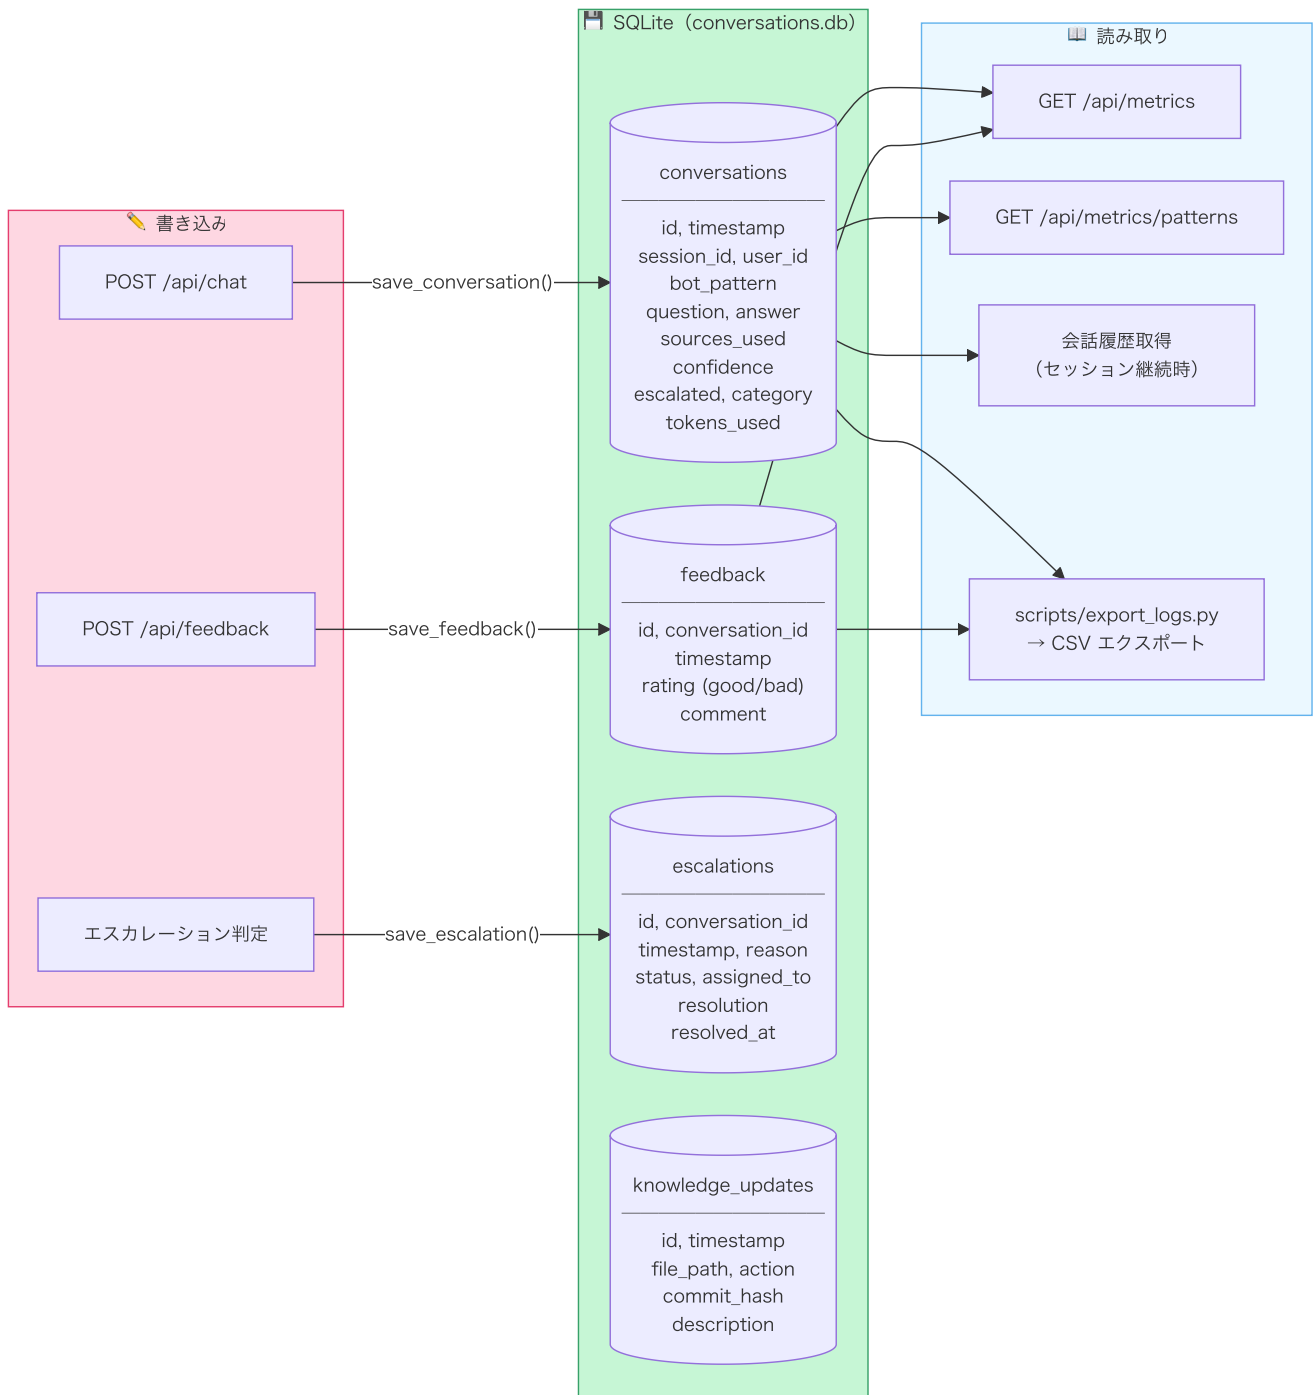 ✏️ 書き込み
POST /api/chat
POST /api/feedback
エスカレーション判定
save_conversation()
save_feedback()
save_escalation()
💾 SQLite（conversations.db）
conversations
id, timestamp
session_id, user_id
bot_pattern
question, answer
sources_used
confidence
escalated, category
tokens_used
feedback
id, conversation_id
timestamp
rating (good/bad)
comment
escalations
id, conversation_id
timestamp, reason
status, assigned_to
resolution
resolved_at
knowledge_updates
id, timestamp
file_path, action
commit_hash
description
📖 読み取り
GET /api/metrics
GET /api/metrics/patterns
会話履歴取得
（セッション継続時）
scripts/export_logs.py
→ CSV エクスポート